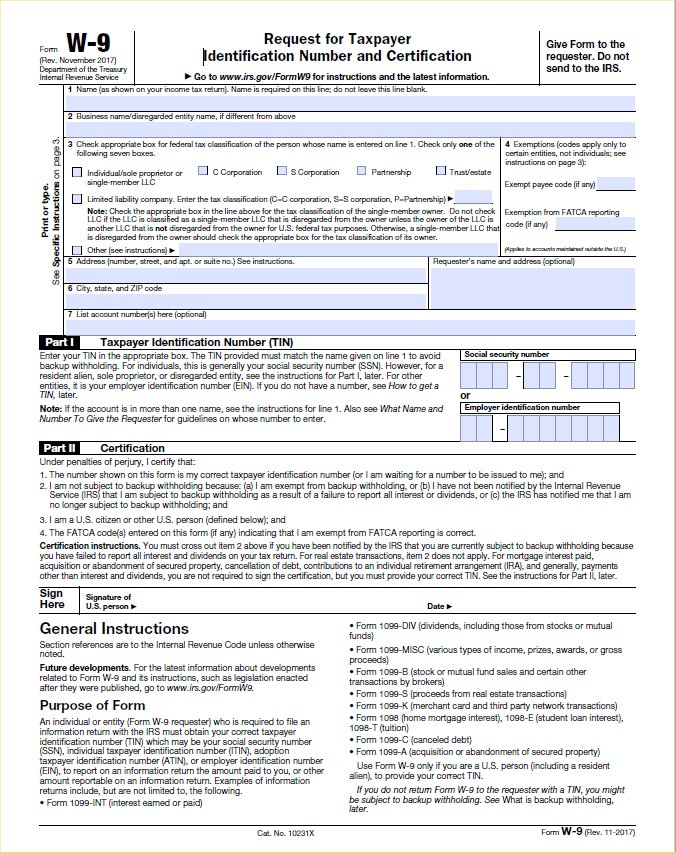 Form W-9
(Rev. November 2017)
Department of the Treasury
Internal Revenue Service
Request for Taxpayer
Identification Number and Certification
▶ Go to www.irs.gov/FormW9 for instructions and the latest information.
Give Form to the
requester. Do not
send to the IRS.
Print or type.
See Specific Instructions on page 3.
1 Name (as shown on your income tax return). Name is required on this line; do not leave this line blank.
2 Business name/disregarded entity name, if different from above
3 Check appropriate box for federal tax classification of the person whose name is entered on line 1. Check only one of the
following seven boxes.
Individual/sole proprietor or
single-member LLC
C Corporation
S Corporation
Partnership
Trust/estate
Limited liability company. Enter the tax classification (C=C corporation, S=S corporation, P=Partnership) ▶
Note: Check the appropriate box in the line above for the tax classification of the single-member owner. Do not check
LLC if the LLC is classified as a single-member LLC that is disregarded from the owner unless the owner of the LLC is
another LLC that is not disregarded from the owner for U.S. federal tax purposes. Otherwise, a single-member LLC that
is disregarded from the owner should check the appropriate box for the tax classification of its owner.
Other (see instructions) ▶
4 Exemptions (codes apply only to
certain entities, not individuals; see
instructions on page 3):
Exempt payee code (if any)
Exemption from FATCA reporting
code (if any)
(Applies to accounts maintained outside the U.S.)
5 Address (number, street, and apt. or suite no.) See instructions.
Requester's name and address (optional)
6 City, state, and ZIP code
7 List account number(s) here (optional)
Part I Taxpayer Identification Number (TIN)
Enter your TIN in the appropriate box. The TIN provided must match the name given on line 1 to avoid
backup withholding. For individuals, this is generally your social security number (SSN). However, for a
resident alien, sole proprietor, or disregarded entity, see the instructions for Part I, later. For other
entities, it is your employer identification number (EIN). If you do not have a number, see How to get a
TIN, later.
Note: If the account is in more than one name, see the instructions for line 1. Also see What Name and
Number To Give the Requester for guidelines on whose number to enter.
Social security number
– –
or
Employer identification number
–
Part II Certification
Under penalties of perjury, I certify that:
1. The number shown on this form is my correct taxpayer identification number (or I am waiting for a number to be issued to me); and
2. I am not subject to backup withholding because: (a) I am exempt from backup withholding, or (b) I have not been notified by the Internal Revenue
Service (IRS) that I am subject to backup withholding as a result of a failure to report all interest or dividends, or (c) the IRS has notified me that I am
no longer subject to backup withholding; and
3. I am a U.S. citizen or other U.S. person (defined below); and
4. The FATCA code(s) entered on this form (if any) indicating that I am exempt from FATCA reporting is correct.
Certification instructions. You must cross out item 2 above if you have been notified by the IRS that you are currently subject to backup withholding because
you have failed to report all interest and dividends on your tax return. For real estate transactions, item 2 does not apply. For mortgage interest paid,
acquisition or abandonment of secured property, cancellation of debt, contributions to an individual retirement arrangement (IRA), and generally, payments
other than interest and dividends, you are not required to sign the certification, but you must provide your correct TIN. See the instructions for Part II, later.
Sign
Here
Signature of
U.S. person ▶
Date ▶
General Instructions
Section references are to the Internal Revenue Code unless otherwise
noted.
Future developments. For the latest information about developments
related to Form W-9 and its instructions, such as legislation enacted
after they were published, go to www.irs.gov/FormW9.
Purpose of Form
An individual or entity (Form W-9 requester) who is required to file an
information return with the IRS must obtain your correct taxpayer
identification number (TIN) which may be your social security number
(SSN), individual taxpayer identification number (ITIN), adoption
taxpayer identification number (ATIN), or employer identification number
(EIN), to report on an information return the amount paid to you, or other
amount reportable on an information return. Examples of information
returns include, but are not limited to, the following.
• Form 1099-INT (interest earned or paid)
• Form 1099-DIV (dividends, including those from stocks or mutual
funds)
• Form 1099-MISC (various types of income, prizes, awards, or gross
proceeds)
• Form 1099-B (stock or mutual fund sales and certain other
transactions by brokers)
• Form 1099-S (proceeds from real estate transactions)
• Form 1099-K (merchant card and third party network transactions)
• Form 1098 (home mortgage interest), 1098-E (student loan interest),
1098-T (tuition)
• Form 1099-C (canceled debt)
• Form 1099-A (acquisition or abandonment of secured property)
Use Form W-9 only if you are a U.S. person (including a resident
alien), to provide your correct TIN.
If you do not return Form W-9 to the requester with a TIN, you might
be subject to backup withholding. See What is backup withholding,
later.
Cat. No. 10231X
Form W-9 (Rev. 11-2017)